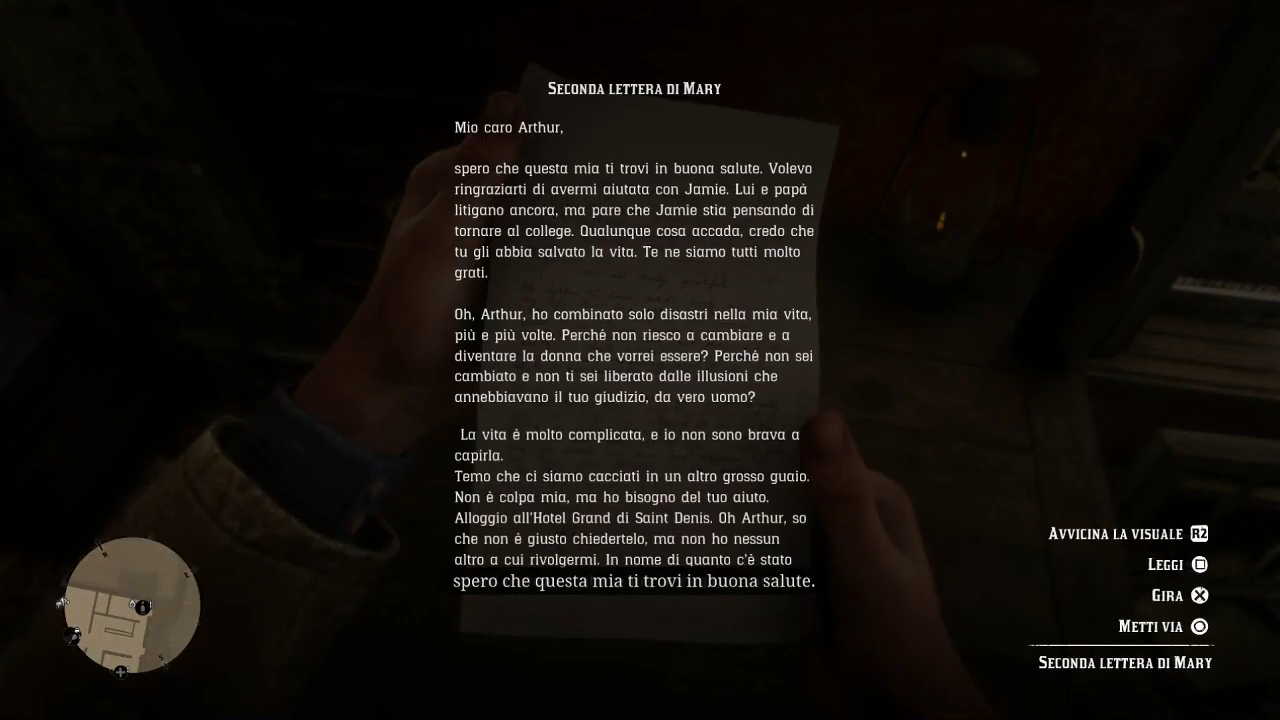 Seconda lettera di Mary
Mio caro Arthur,
spero che questa mia ti trovi in buona salute. Volevo
ringraziarti di avermi aiutata con Jamie. Lui e papà
litigano ancora, ma pare che Jamie stia pensando di
tornare al college. Qualunque cosa accada, credo che
tu gli abbia salvato la vita. Te ne siamo tutti molto
grati.
Oh, Arthur, ho combinato solo disastri nella mia vita,
più e più volte. Perché non riesco a cambiare e a
diventare la donna che vorrei essere? Perché non sei
cambiato e non ti sei liberato dalle illusioni che
annebbiavano il tuo giudizio, da vero uomo?
La vita è molto complicata, e io non sono brava a
capirla.
Temo che ci siamo cacciati in un altro grosso guaio.
Non è colpa mia, ma ho bisogno del tuo aiuto.
Alloggio all'Hotel Grand di Saint Denis. Oh Arthur, so
che non è giusto chiedertelo, ma non ho nessun
altro a cui rivolgermi. In nome di quanto c'è stato
spero che questa mia ti trovi in buona salute.
Avvicina la visuale R2
Leggi
Gira
Metti via
Seconda lettera di Mary